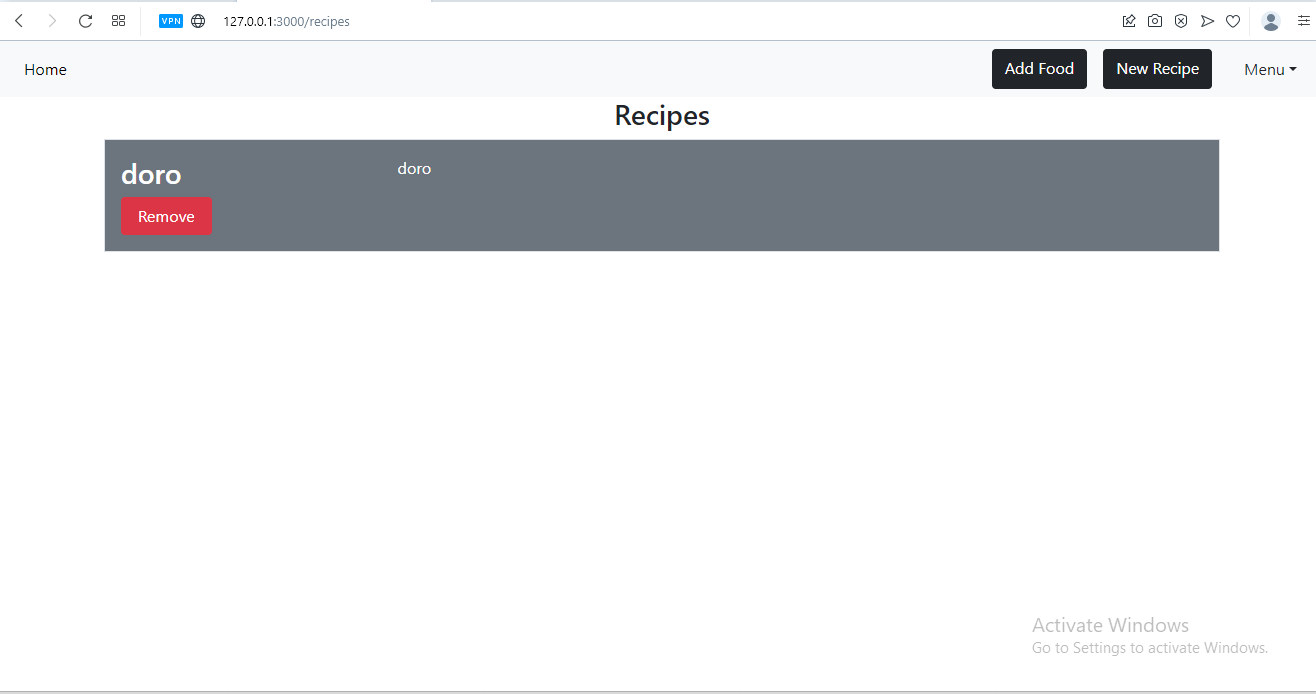 VPN 127.0.0.1:3000/recipes
Home Add Food New Recipe Menu
Recipes
doro doro
Remove
Activate Windows
Go to Settings to activate Windows.